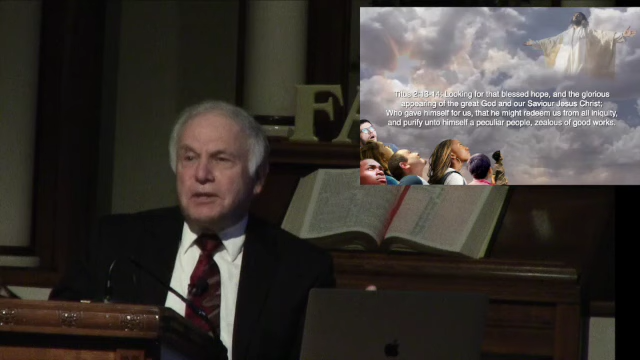 Titus 2:13-14: Looking for that blessed hope, and the glorious
appearing of the great God and our Saviour Jesus Christ;
Who gave himself for us, that he might redeem us from all iniquity,
and purify unto himself a peculiar people, zealous of good works.
FA